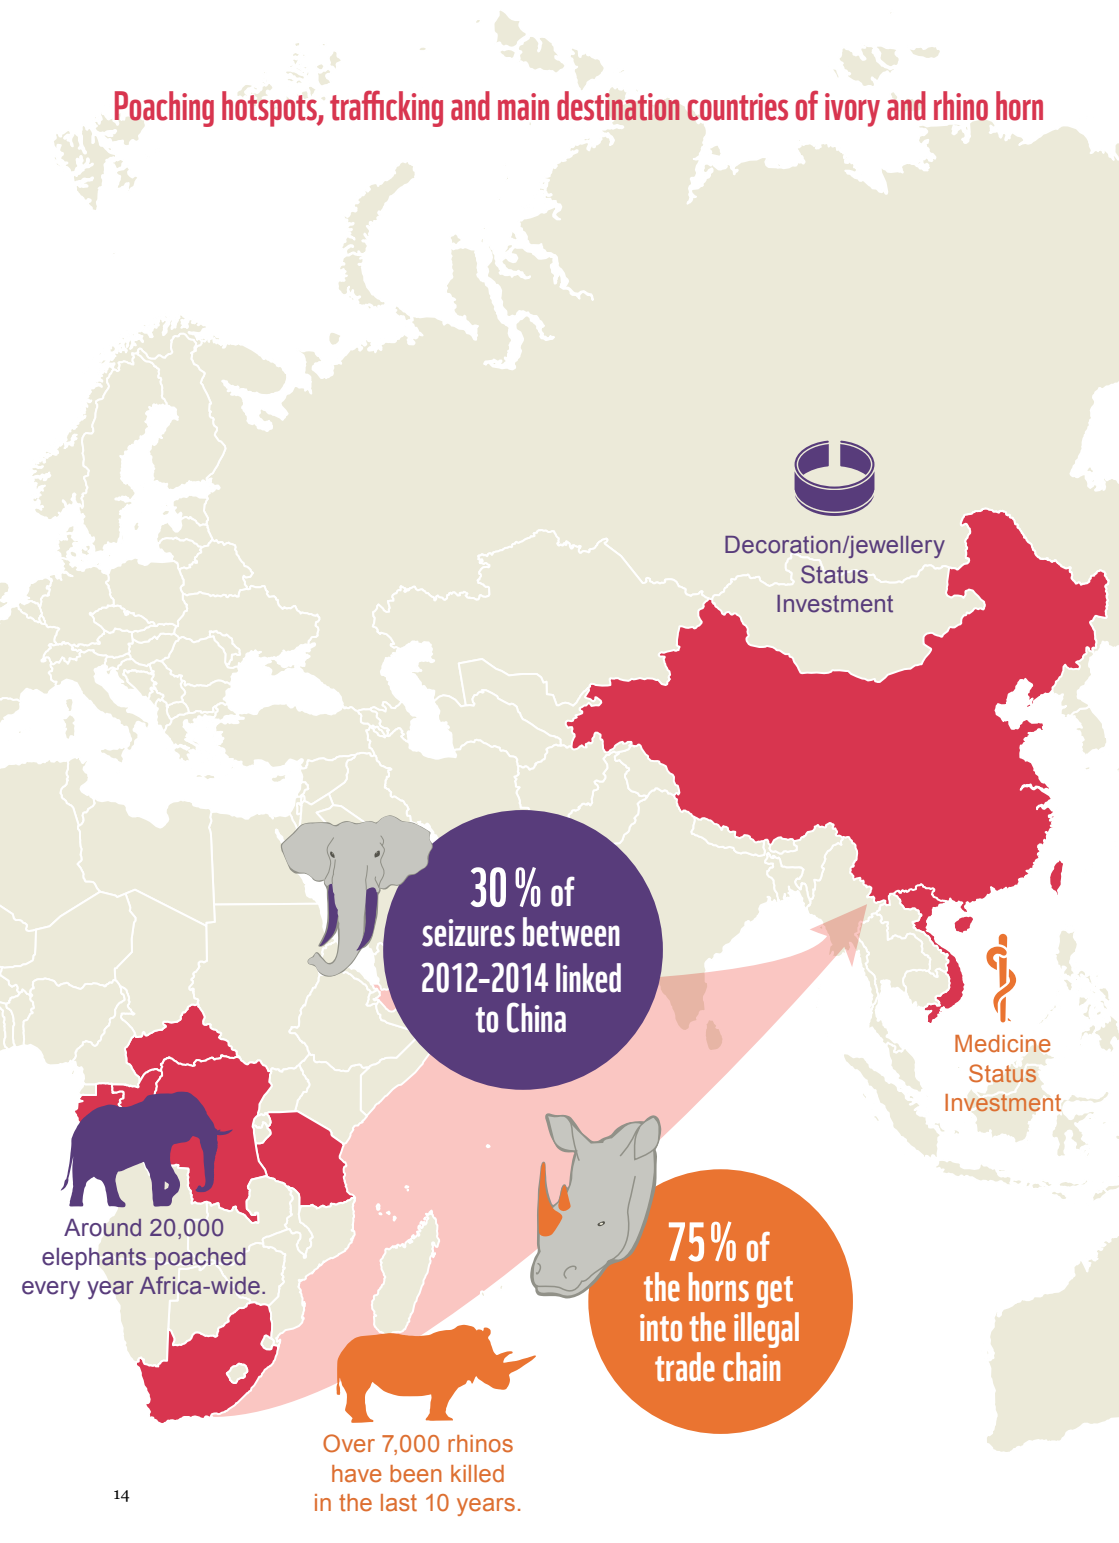 Poaching hotspots, trafficking and main destination countries of ivory and rhino horn
Decoration/jewellery
Status
Investment
30 % of
seizures between
2012–2014 linked
to China
Medicine
Status
Investment
Around 20,000
elephants poached
every year Africa-wide.
75 % of
the horns get
into the illegal
trade chain
Over 7,000 rhinos
have been killed
in the last 10 years.
14